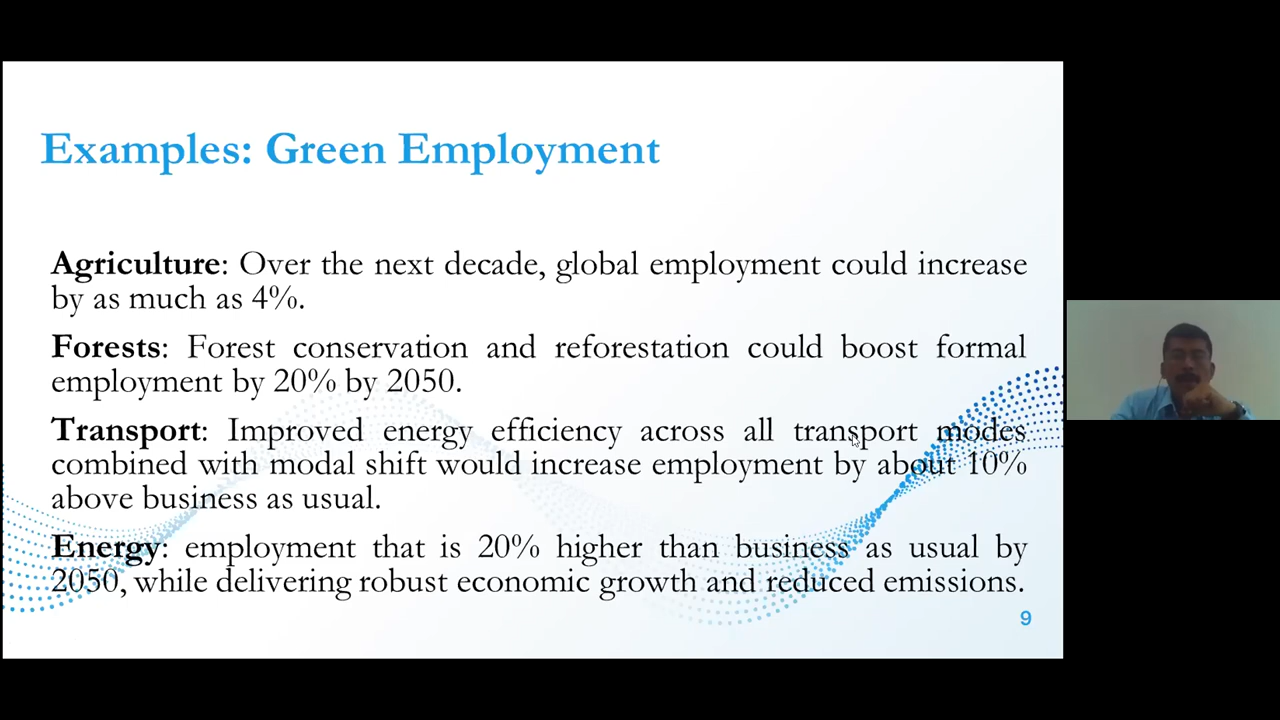 Examples: Green Employment
Agriculture: Over the next decade, global employment could increase
by as much as 4%.
Forests: Forest conservation and reforestation could boost formal
employment by 20% by 2050.
Transport: Improved energy efficiency across all transport modes
combined with modal shift would increase employment by about 10%
above business as usual.
Energy: employment that is 20% higher than business as usual by
2050, while delivering robust economic growth and reduced emissions.
9